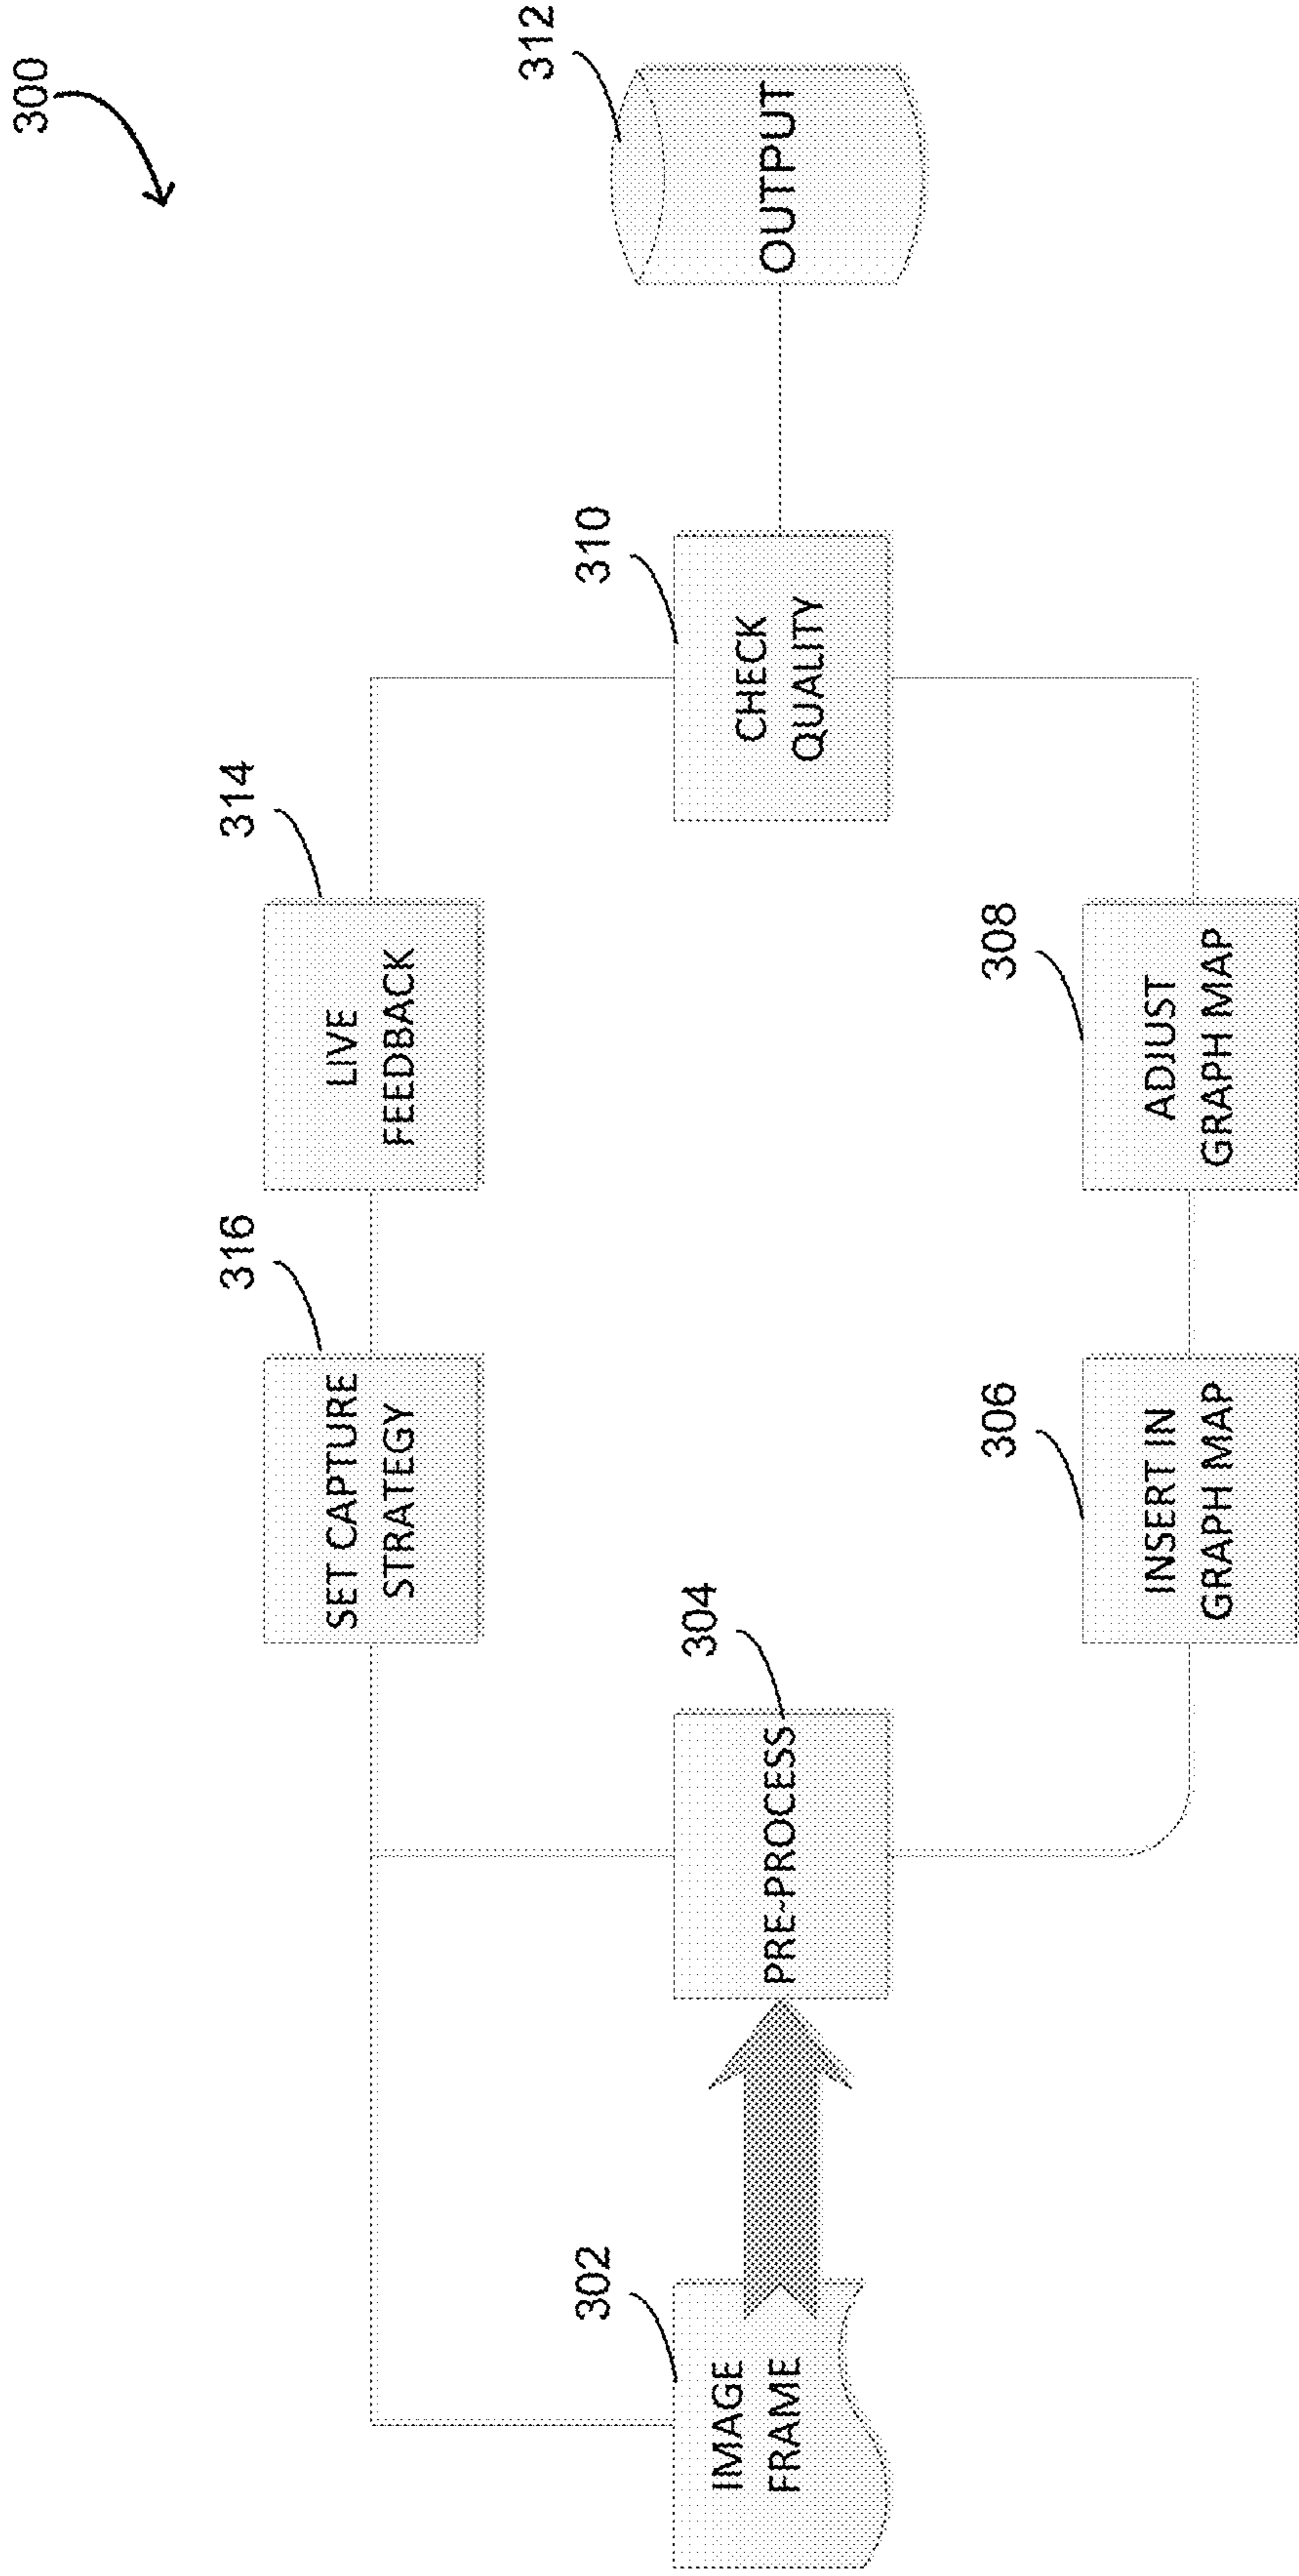 300
316
SET CAPTURE
STRATEGY
314
LIVE
FEEDBACK
302
IMAGE
FRAME
304
PRE-PROCESS
310
CHECK
QUALITY
312
OUTPUT
306
INSERT IN
GRAPH MAP
308
ADJUST
GRAPH MAP